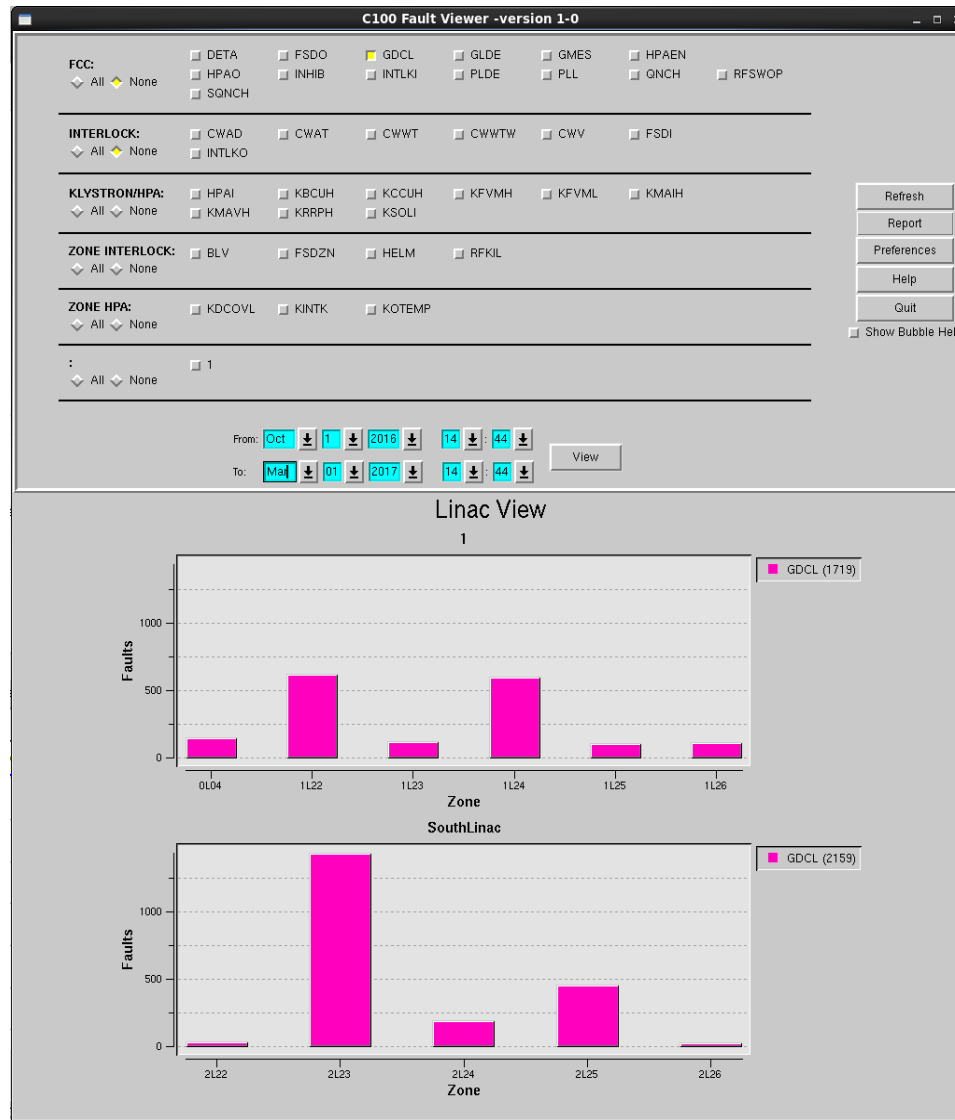 C100 Fault Viewer -version 1-0
FCC:
All None
DETA FSDO GDCL GLDE GMES HPAEN
HPAO INHIB INTLKI PLDE PLL QNCH RFSWOP
SQNCH
INTERLOCK:
All None
CWAD CWAT CWWT CWWTW CWV FSDI
INTLKO
KLYSTRON/HPA:
All None
HPAI KBCUH KCCUH KFVMH KFVML KMAIH
KMAVH KRRPH KSOLI
ZONE INTERLOCK:
All None
BLV FSDZN HELM RFKIL
ZONE HPA:
All None
KDCOVL KINTK KOTEMP
:
All None
1
Refresh
Report
Preferences
Help
Quit
Show Bubble Hel
From: Oct 1 2016 14 : 44
To: Mar 01 2017 14 : 44
View
Linac View
1
GDCL (1719)
Faults
1000
500
0
0L04 1L22 1L23 1L24 1L25 1L26
Zone
SouthLinac
GDCL (2159)
Faults
1000
500
0
2L22 2L23 2L24 2L25 2L26
Zone